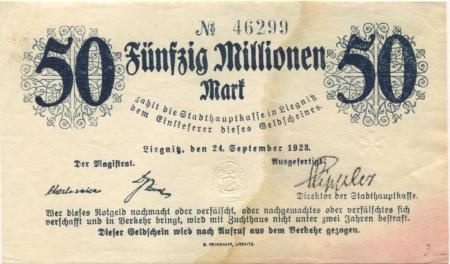 № 46299
50 Fünfzig Millionen 50
Mark
zahlt die Stadthauptkasse in Liegnitz
dem Einlieferer dieses Geldscheines.
Liegnitz, den 24. September 1923.
Der Magistrat. Ausgefertigt:
Direktor der Stadthauptkasse.
Wer dieses Notgeld nachmacht oder verfälscht, oder nachgemachtes oder verfälschtes sich
verschafft und in Verkehr bringt, wird mit Zuchthaus nicht unter zwei Jahren bestraft.
Dieser Geldschein wird nach Aufruf aus dem Verkehr gezogen.